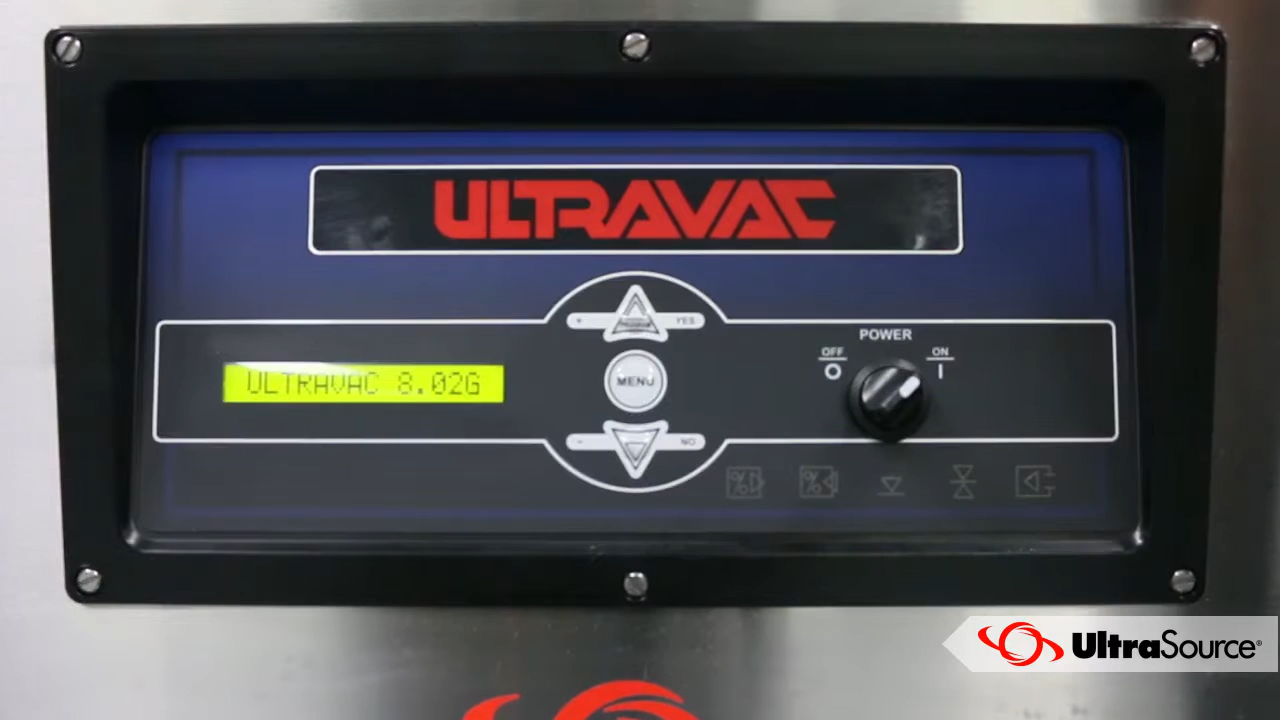 ULTRAVAC
+ YES
ULTRAVAC 8.02G
MENU
- NO
POWER
OFF ON
O I
% %
UltraSource®